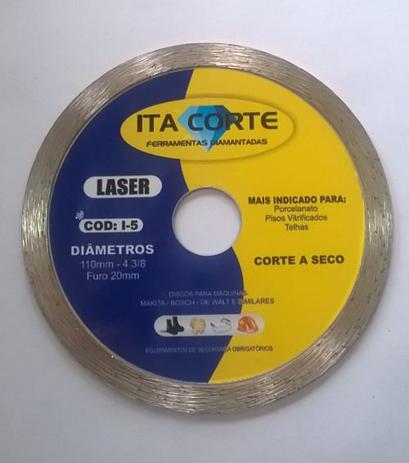 ITA CORTE
FERRAMENTAS DIAMANTADAS
LASER
COD: I-5
DIÂMETROS
110mm - 4.3/8
Furo 20mm
MAIS INDICADO PARA:
Porcelanato
Pisos Vitrificados
Telhas
CORTE A SECO
DISCOS PARA MÁQUINAS
MAKITA / BOSCH / DE WALT E SIMILARES
EQUIPAMENTOS DE SEGURANÇA OBRIGATÓRIOS